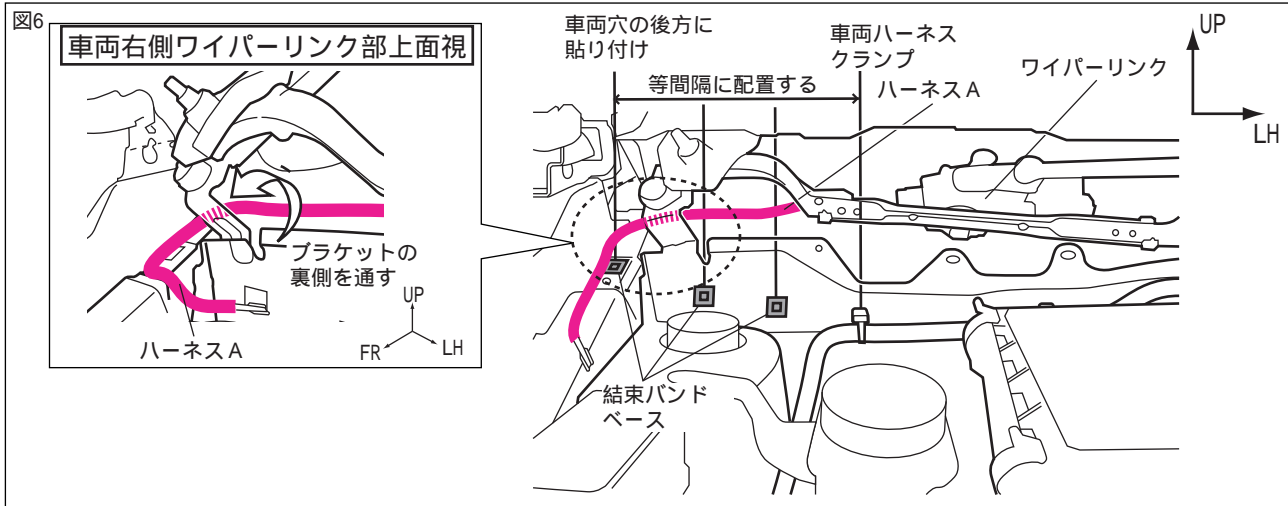 図6
車両右側ワイパーリンク部上面視
ブラケットの
裏側を通す
ハーネスA
UP
FR
LH
車両穴の後方に
貼り付け
車両ハーネス
クランプ
等間隔に配置する
ハーネスA
ワイパーリンク
UP
LH
結束バンド
ベース